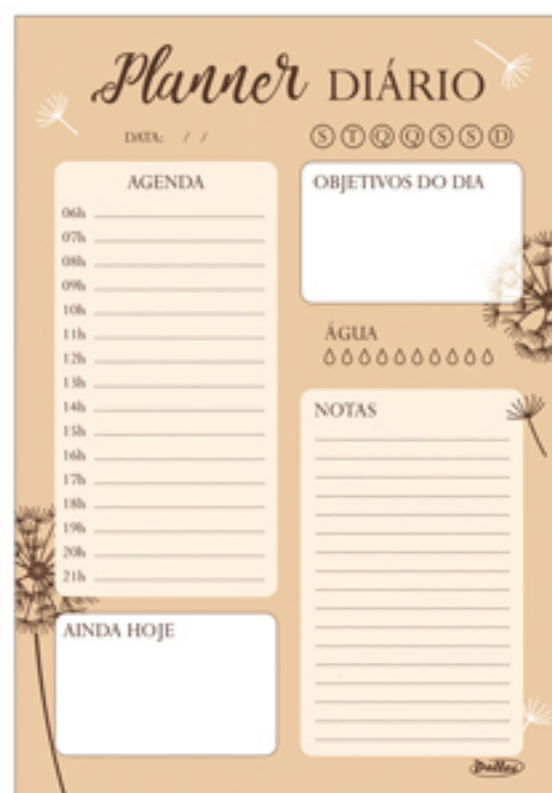 Planner DIÁRIO
DATA: / /
S T Q Q S S D
AGENDA
06h
07h
08h
09h
10h
11h
12h
13h
14h
15h
16h
17h
18h
19h
20h
21h
AINDA HOJE
OBJETIVOS DO DIA
ÁGUA
NOTAS
Dallas